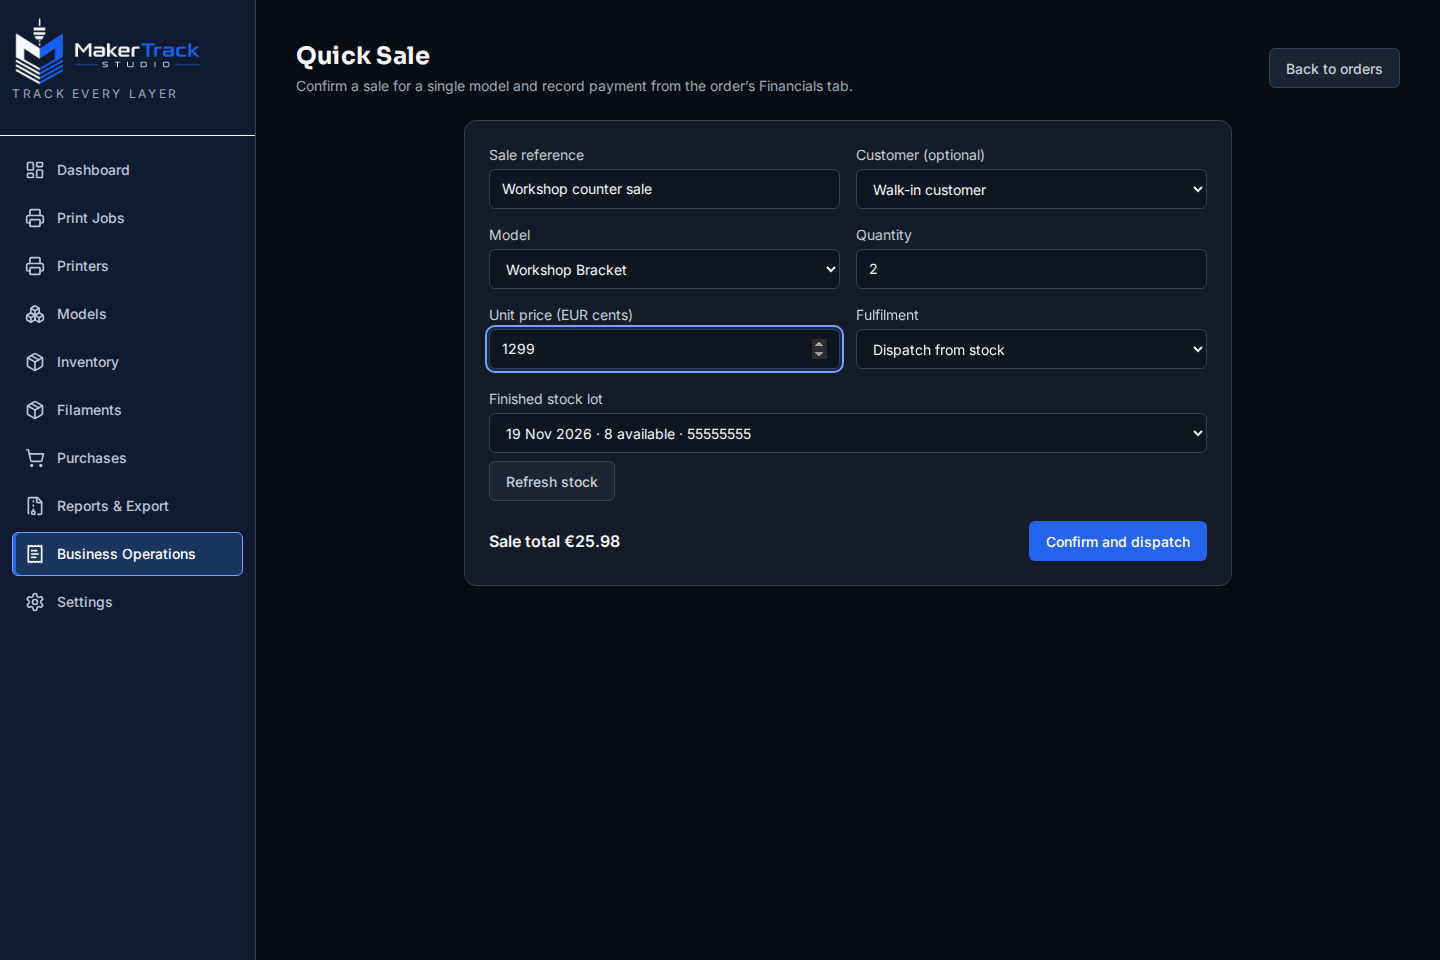 MakerTrack
STUDIO
TRACK EVERY LAYER
Dashboard
Print Jobs
Printers
Models
Inventory
Filaments
Purchases
Reports & Export
Business Operations
Settings
Quick Sale
Confirm a sale for a single model and record payment from the order’s Financials tab.
Back to orders
Sale reference
Workshop counter sale
Customer (optional)
Walk-in customer
Model
Workshop Bracket
Quantity
2
Unit price (EUR cents)
1299
Fulfilment
Dispatch from stock
Finished stock lot
19 Nov 2026 · 8 available · 55555555
Refresh stock
Sale total €25.98
Confirm and dispatch